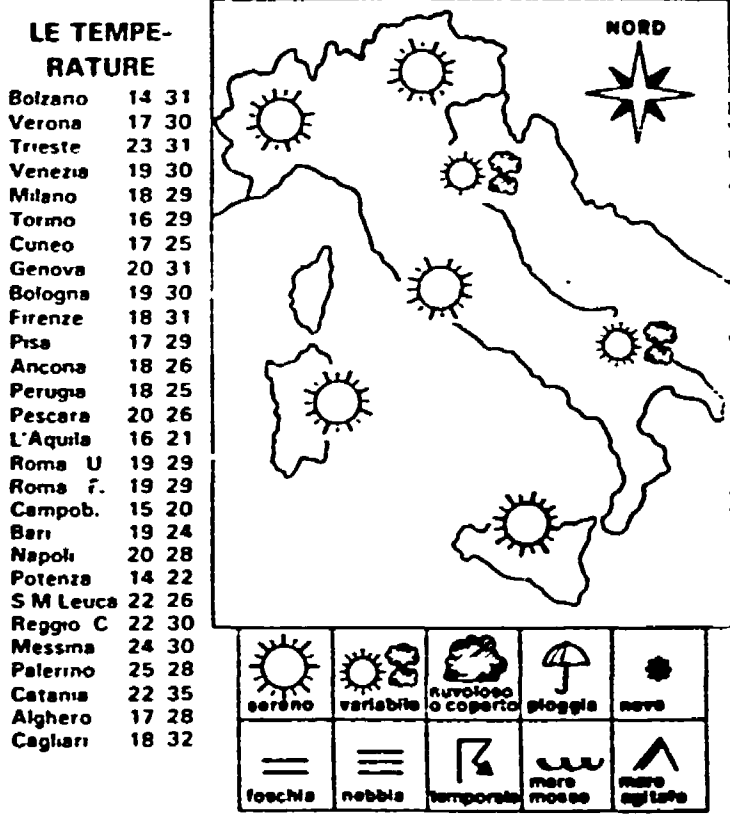 LE TEMPE-
RATURE
Bolzano 14 31
Verona 17 30
Trieste 23 31
Venezia 19 30
Milano 18 29
Torino 16 29
Cuneo 17 25
Genova 20 31
Bologna 19 30
Firenze 18 31
Pisa 17 29
Ancona 18 26
Perugia 18 25
Pescara 20 26
L'Aquila 16 21
Roma U 19 29
Roma F. 19 29
Campob. 15 20
Bari 19 24
Napoli 20 28
Potenza 14 22
S M Leuca 22 26
Reggio C 22 30
Messina 24 30
Palermo 25 28
Catania 22 35
Alghero 17 28
Cagliari 18 32
NORD
sereno
variabile
nuvoloso
o coperto
pioggia
neve
foschia
nebbia
temporale
mare
mosso
mare
agitato